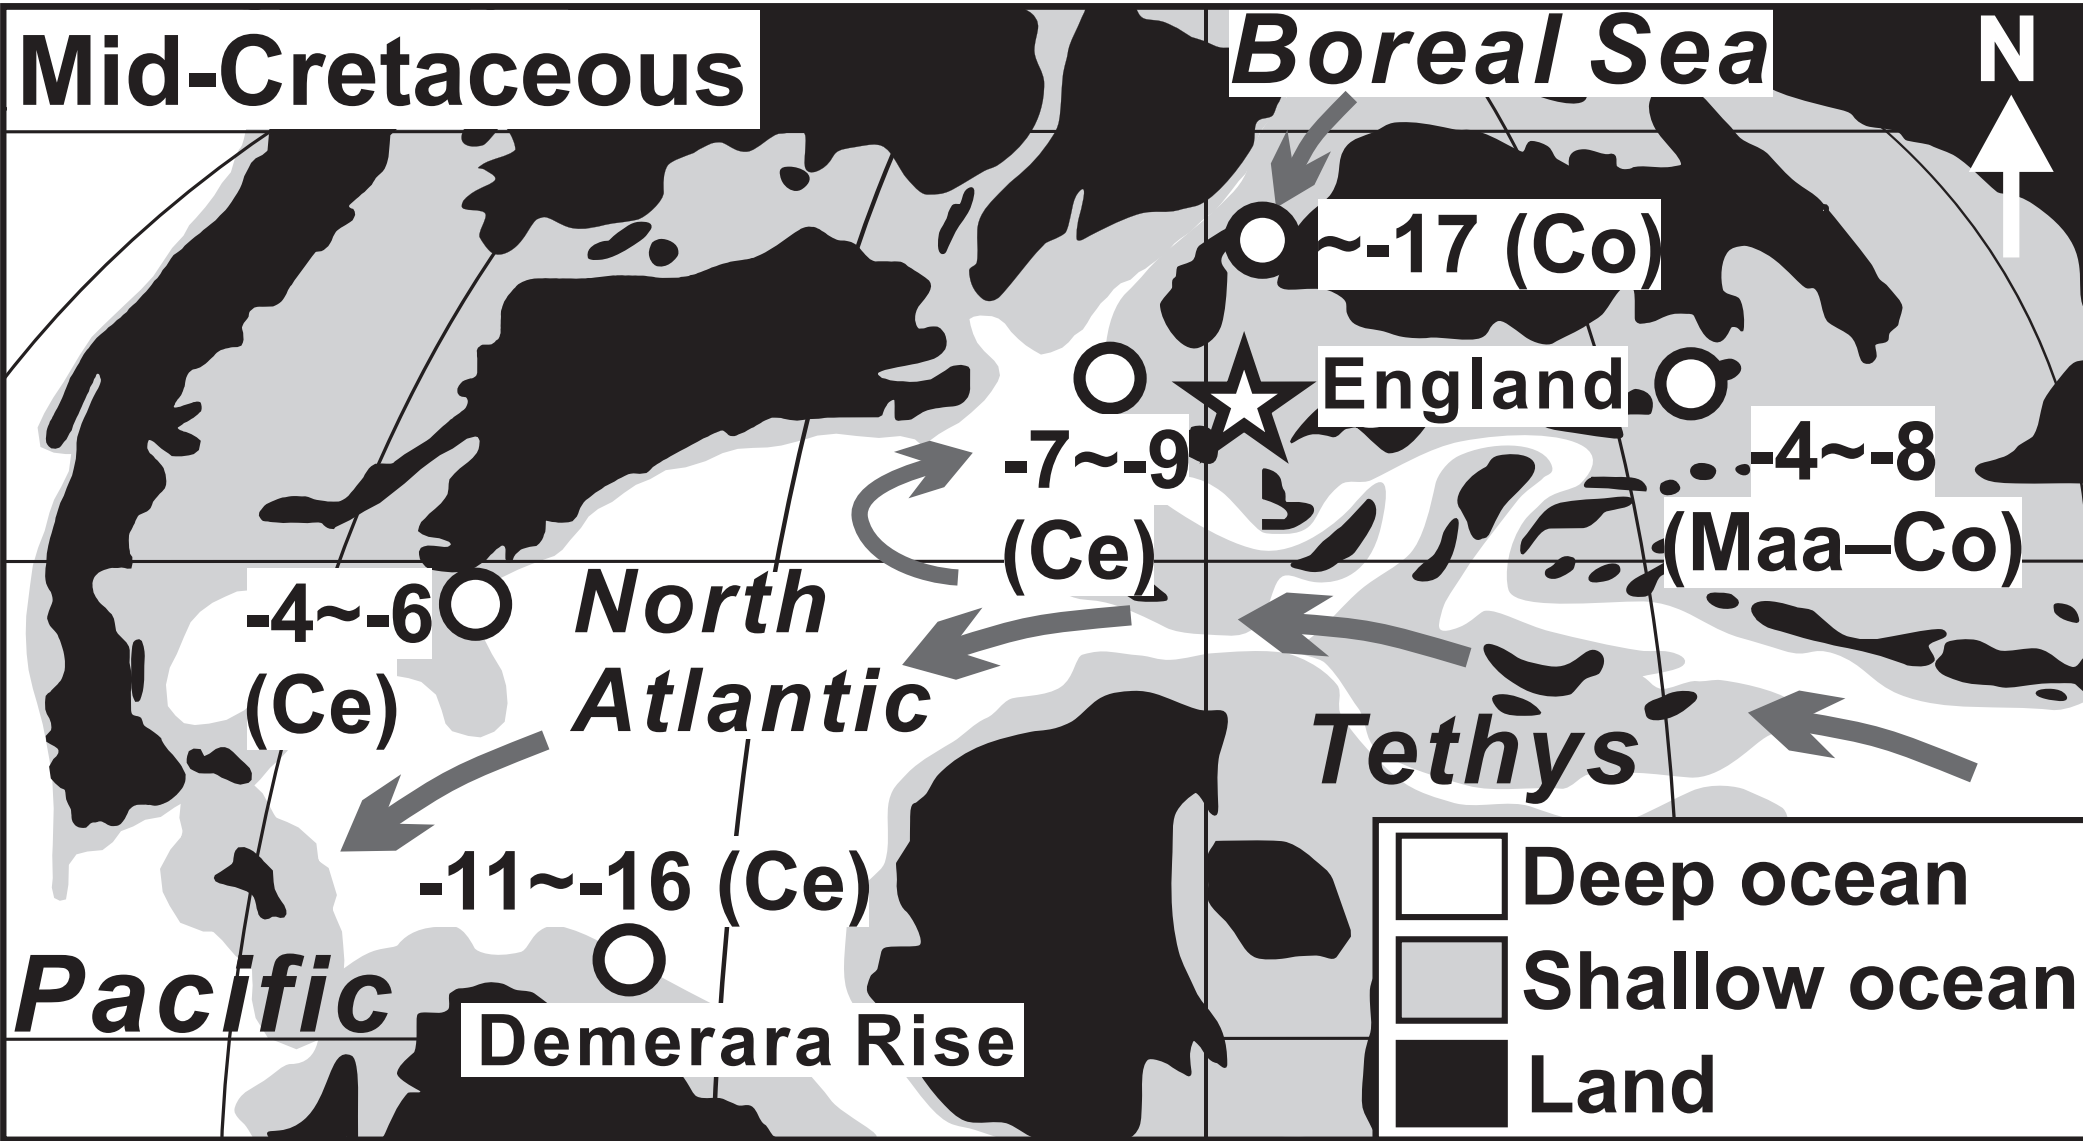 Mid-Cretaceous
Boreal Sea
N
~-17 (Co)
England
-7~-9
(Ce)
-4~-8
(Maa–Co)
-4~-6
(Ce)
North
Atlantic
Tethys
-11~-16 (Ce)
Pacific
Demerara Rise
Deep ocean
Shallow ocean
Land